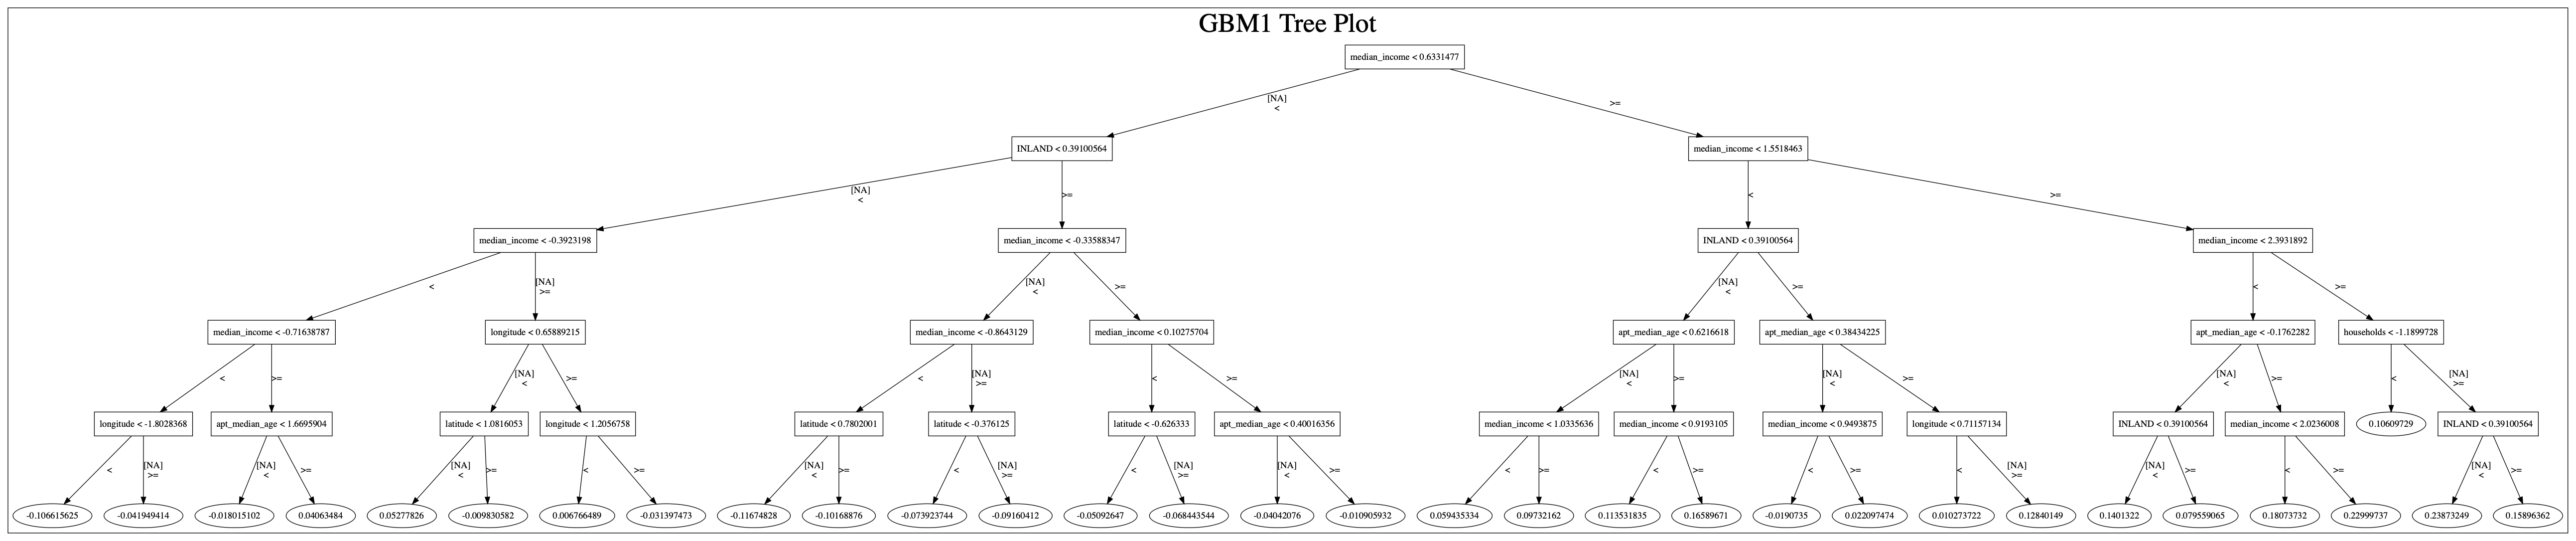 GBM1 Tree Plot
median_income < 0.6331477
[NA]
<
>=
INLAND < 0.39100564
median_income < 1.5518463
[NA]
<
>=
<
>=
median_income < -0.3923198
median_income < -0.33588347
INLAND < 0.39100564
median_income < 2.3931892
<
[NA]
>=
[NA]
<
>=
[NA]
<
>=
<
>=
median_income < -0.71638787
longitude < 0.65889215
median_income < -0.8643129
median_income < 0.10275704
apt_median_age < 0.6216618
apt_median_age < 0.38434225
apt_median_age < -0.1762282
households < -1.1899728
<
>=
[NA]
<
>=
<
[NA]
>=
<
>=
[NA]
<
>=
[NA]
<
>=
[NA]
<
>=
<
[NA]
>=
longitude < -1.8028368
apt_median_age < 1.6695904
latitude < 1.0816053
longitude < 1.2056758
latitude < 0.7802001
latitude < -0.376125
latitude < -0.626333
apt_median_age < 0.40016356
median_income < 1.0335636
median_income < 0.9193105
median_income < 0.9493875
longitude < 0.71157134
INLAND < 0.39100564
median_income < 2.0236008
0.10609729
INLAND < 0.39100564
<
[NA]
>=
[NA]
<
>=
[NA]
<
>=
<
>=
[NA]
<
>=
<
[NA]
>=
<
[NA]
>=
[NA]
<
>=
<
>=
<
>=
<
>=
<
[NA]
>=
[NA]
<
>=
<
>=
[NA]
<
>=
-0.106615625
-0.041949414
-0.018015102
0.04063484
0.05277826
-0.009830582
0.006766489
-0.031397473
-0.11674828
-0.10168876
-0.073923744
-0.09160412
-0.05092647
-0.068443544
-0.04042076
-0.010905932
0.059435334
0.09732162
0.113531835
0.16589671
-0.0190735
0.022097474
0.010273722
0.12840149
0.1401322
0.079559065
0.18073732
0.22999737
0.23873249
0.15896362